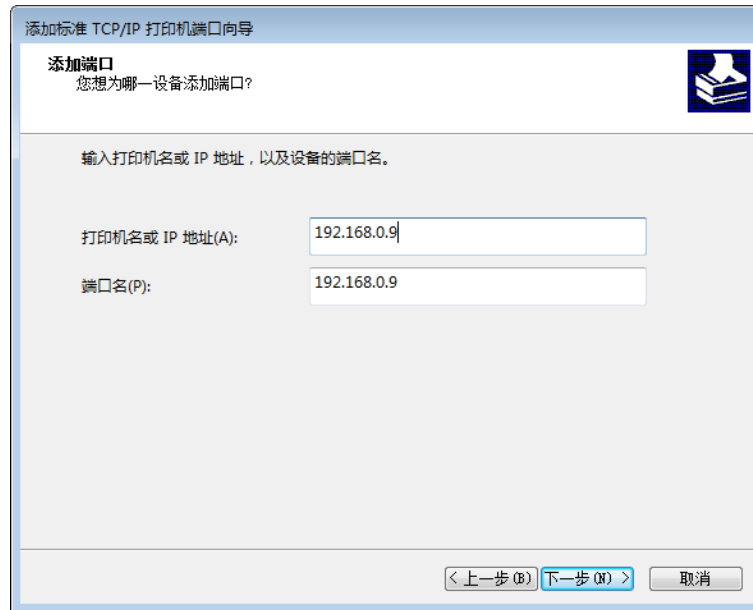 添加标准 TCP/IP 打印机端口向导
添加端口
您想为哪一设备添加端口?
输入打印机名或 IP 地址，以及设备的端口名。
打印机名或 IP 地址(A): 192.168.0.9
端口名(P): 192.168.0.9
< 上一步(B) 下一步(N) > 取消